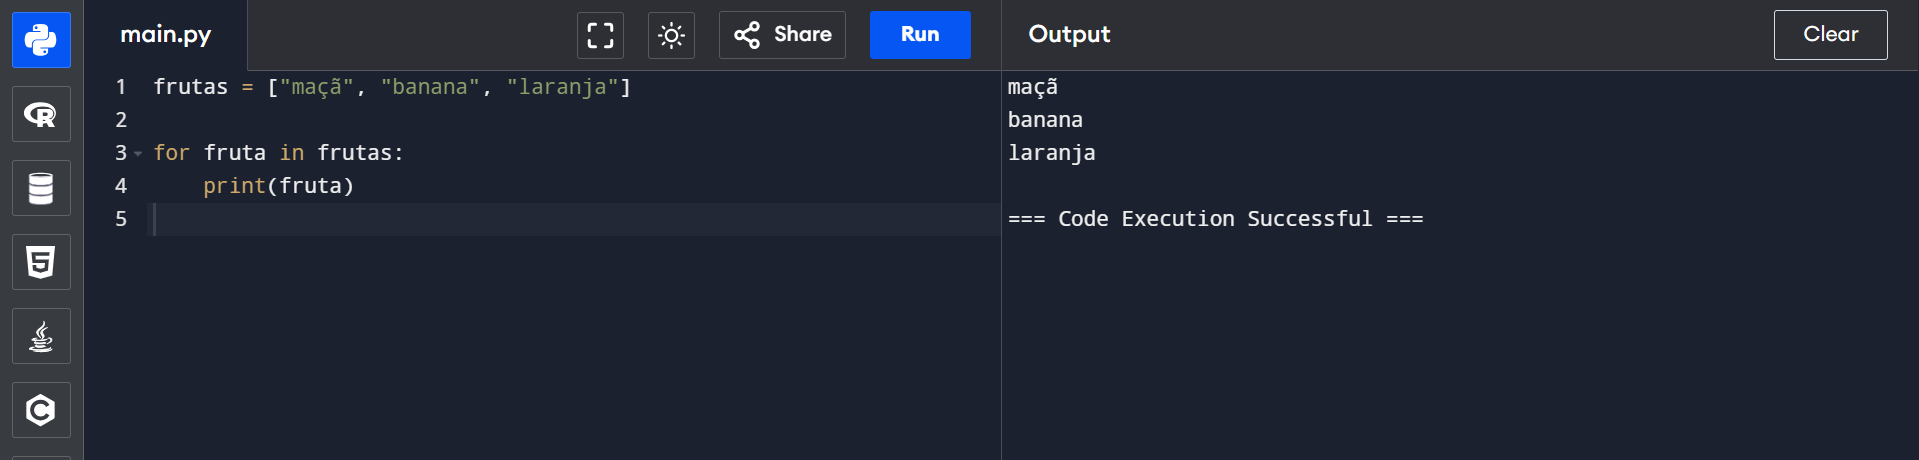 main.py
Share
Run
1 frutas = ["maçã", "banana", "laranja"]
2
3 for fruta in frutas:
4     print(fruta)
5
Output
Clear
maçã
banana
laranja
=== Code Execution Successful ===